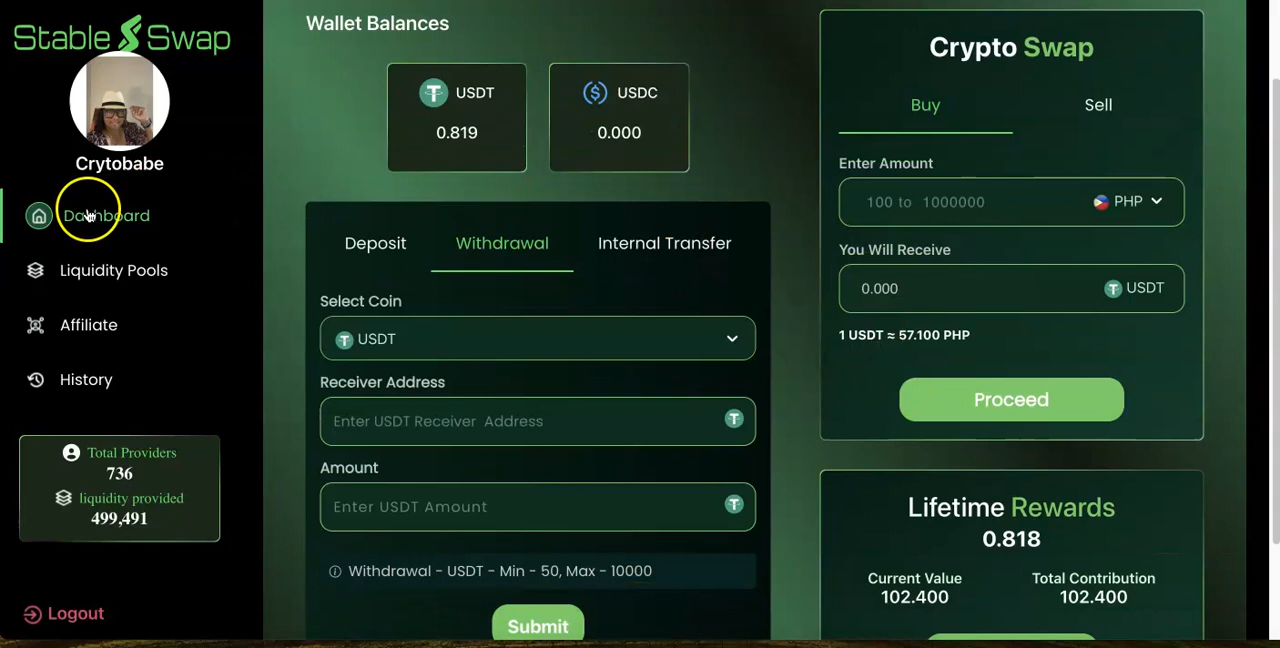 Stable Swap
Crytobabe
Dashboard
Liquidity Pools
Affiliate
History
Total Providers
736
liquidity provided
499,491
Logout
Wallet Balances
USDT
0.819
USDC
0.000
Deposit
Withdrawal
Internal Transfer
Select Coin
USDT
Receiver Address
Enter USDT Receiver Address
Amount
Enter USDT Amount
Withdrawal - USDT - Min - 50, Max - 10000
Submit
Crypto Swap
Buy
Sell
Enter Amount
100 to 1000000
PHP
You Will Receive
0.000
USDT
1 USDT ≈ 57.100 PHP
Proceed
Lifetime Rewards
0.818
Current Value
102.400
Total Contribution
102.400